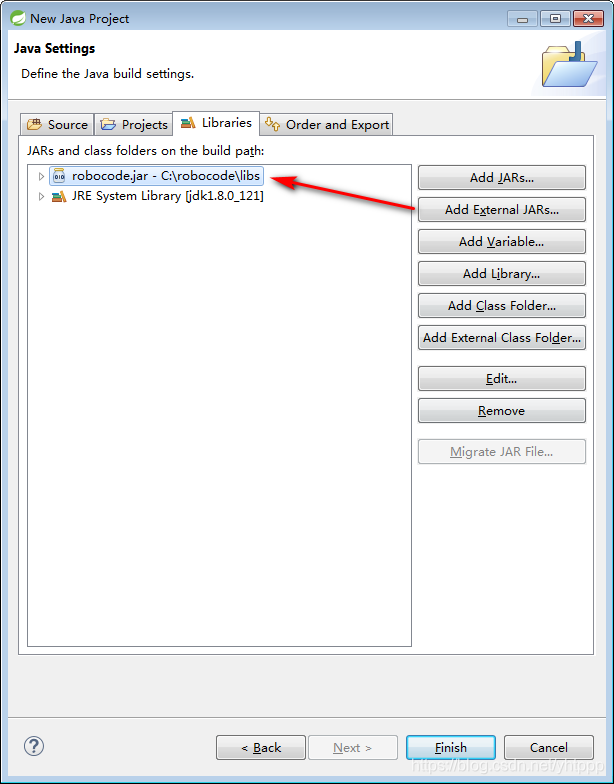 New Java Project
Java Settings
Define the Java build settings.
Source Projects Libraries Order and Export
JARs and class folders on the build path:
robocode.jar - C:\robocode\libs
JRE System Library [jdk1.8.0_121]
Add JARs...
Add External JARs...
Add Variable...
Add Library...
Add Class Folder...
Add External Class Folder...
Edit...
Remove
Migrate JAR File...
?
< Back Next > Finish Cancel
https://blog.csdn.net/yhtppp